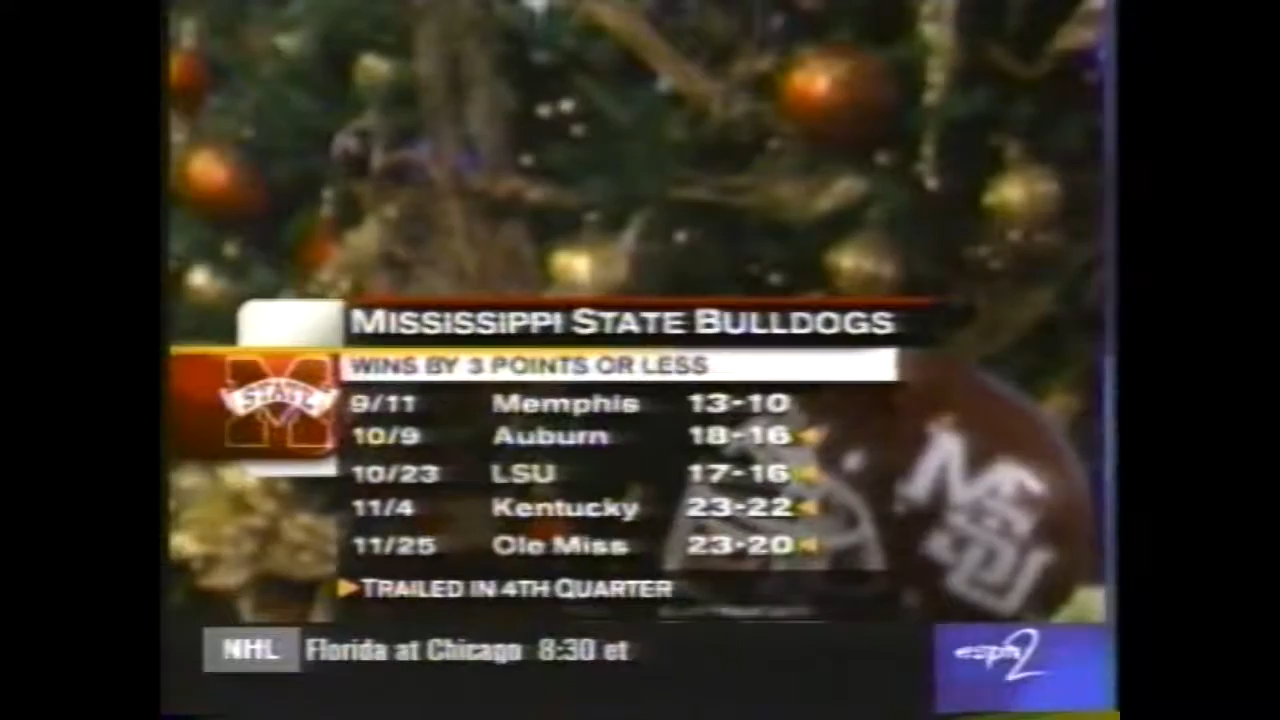 MISSISSIPPI STATE BULLDOGS
WINS BY 3 POINTS OR LESS
STATE
9/11 Memphis 13-10
10/9 Auburn 18-16
10/23 LSU 17-16
11/4 Kentucky 23-22
11/25 Ole Miss 23-20
TRAILED IN 4TH QUARTER
MSU
NHL Florida at Chicago 8:30 et
espn2